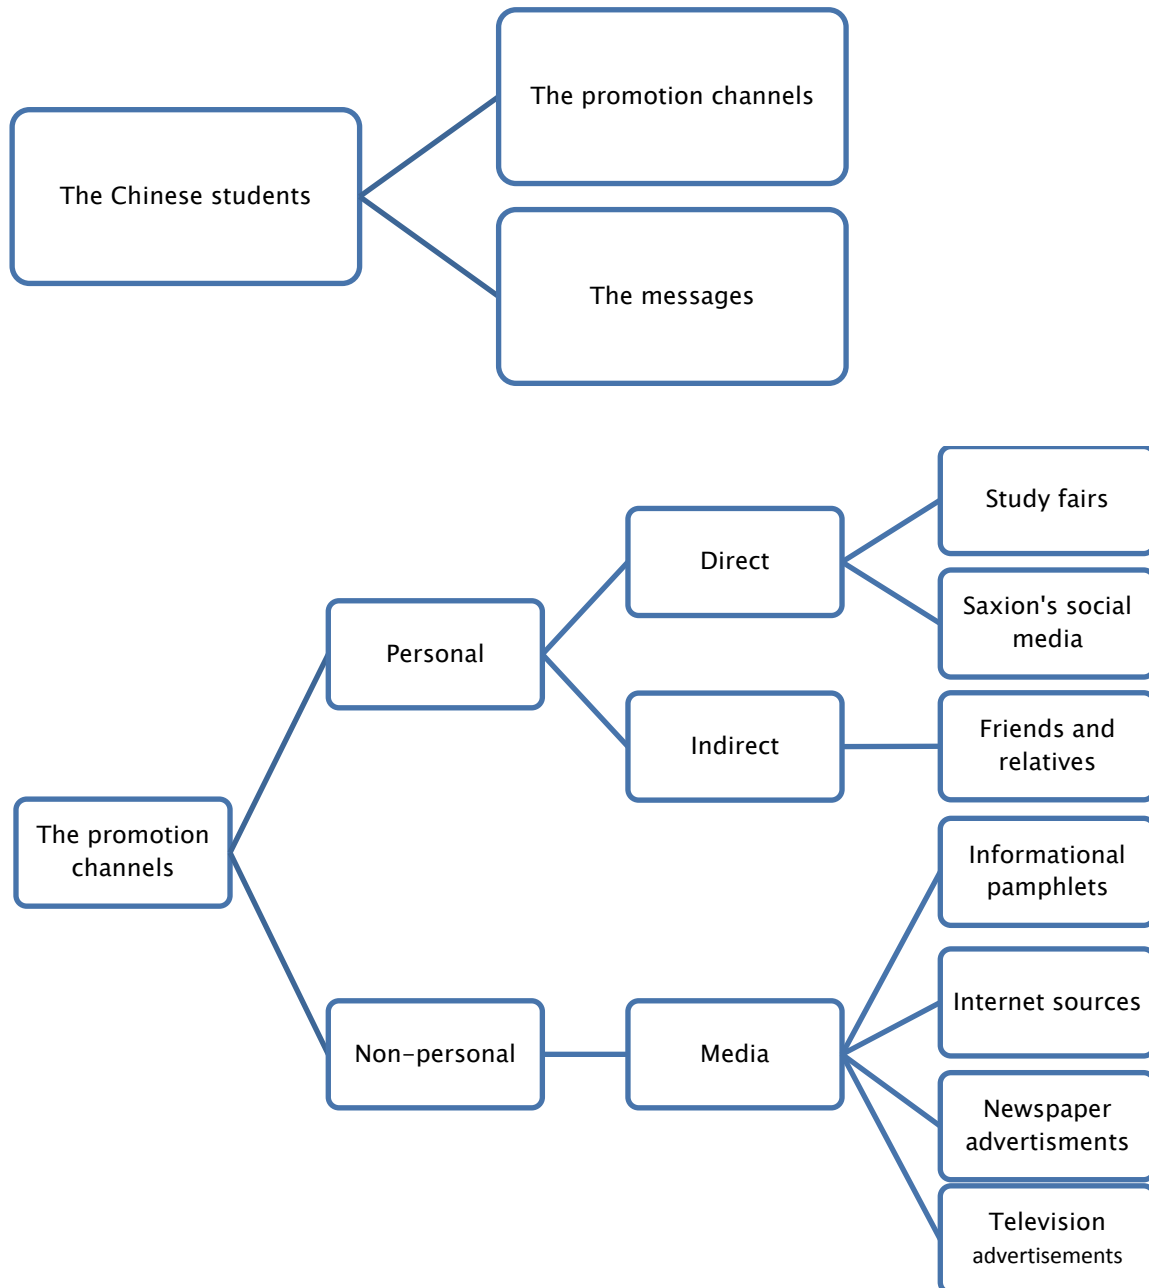 The promotion channels
The Chinese students
The messages
Study fairs
Direct
Saxion's social
media
Personal
Indirect
Friends and
relatives
The promotion
channels
Informational
pamphlets
Internet sources
Non-personal
Media
Newspaper
advertisments
Television
advertisements